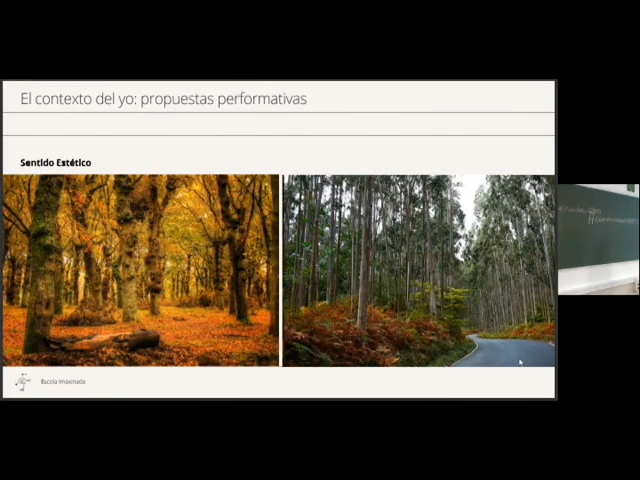 El contexto del yo: propuestas performativas
Sentido Estético
Escola Imaxinada